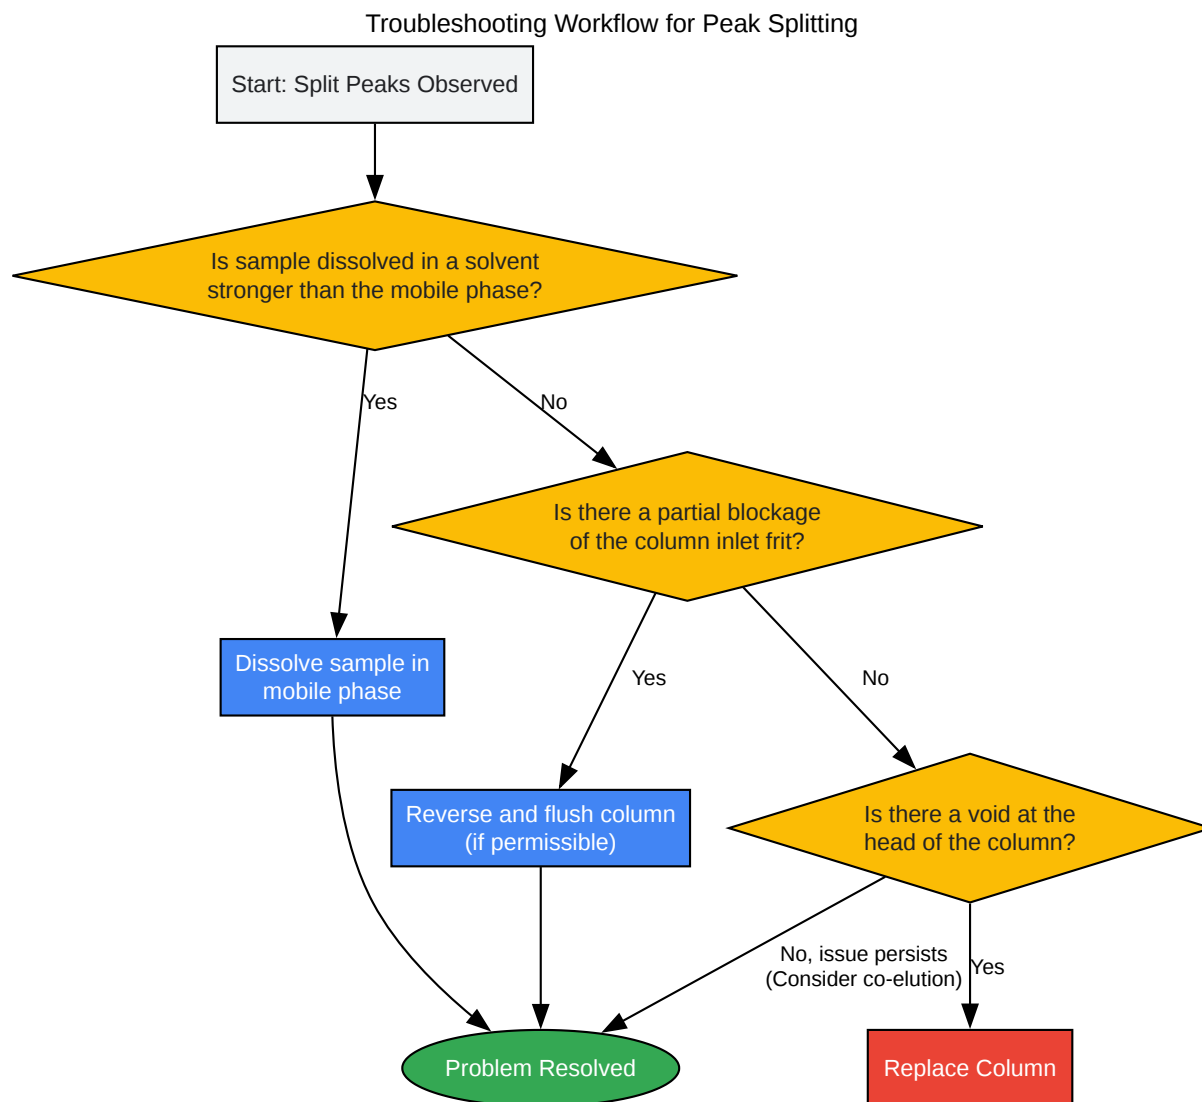 Troubleshooting Workflow for Peak Splitting
Start: Split Peaks Observed
Is sample dissolved in a solvent
stronger than the mobile phase?
Yes
No
Is there a partial blockage
of the column inlet frit?
Dissolve sample in
mobile phase
Yes
No
Reverse and flush column
(if permissible)
Is there a void at the
head of the column?
No, issue persists
(Consider co-elution)
Yes
Problem Resolved
Replace Column